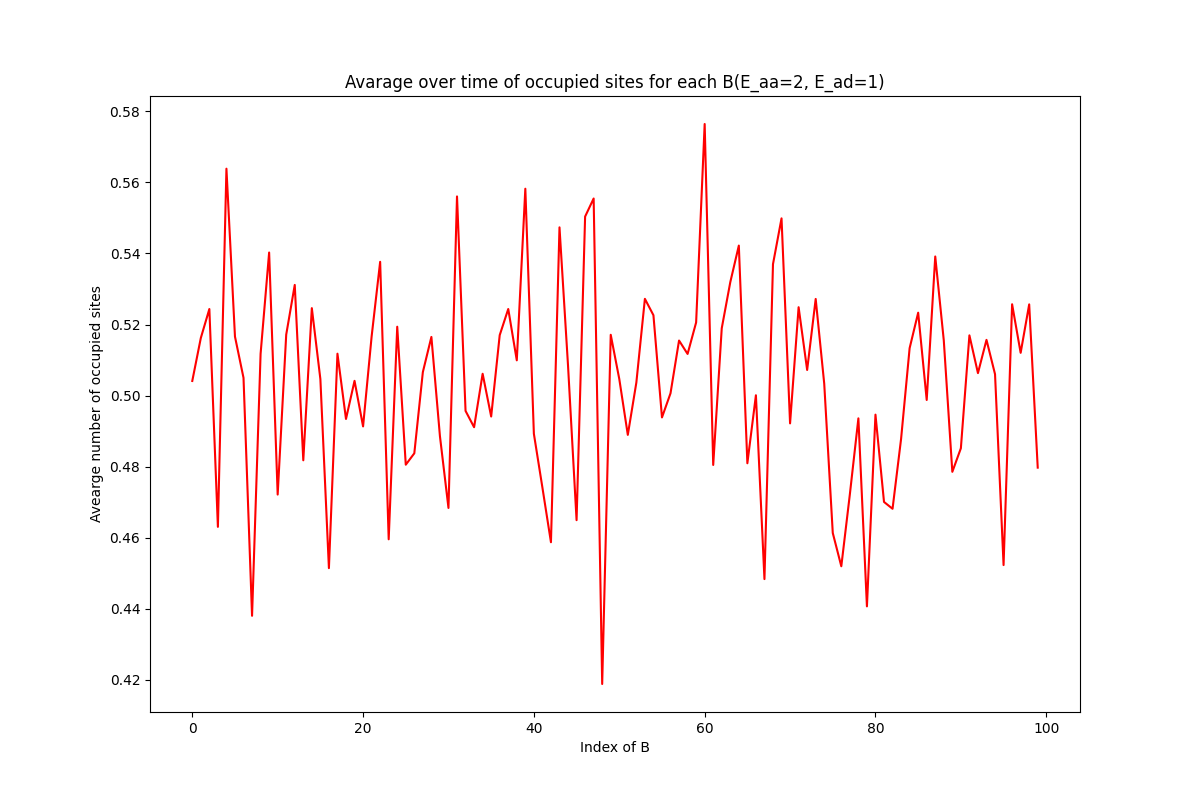 Avarage over time of occupied sites for each B(E_aa=2, E_ad=1)
0.58
0.56
0.54
0.52
0.50
0.48
0.46
0.44
0.42
Avearge number of occupied sites
0 20 40 60 80 100
Index of B